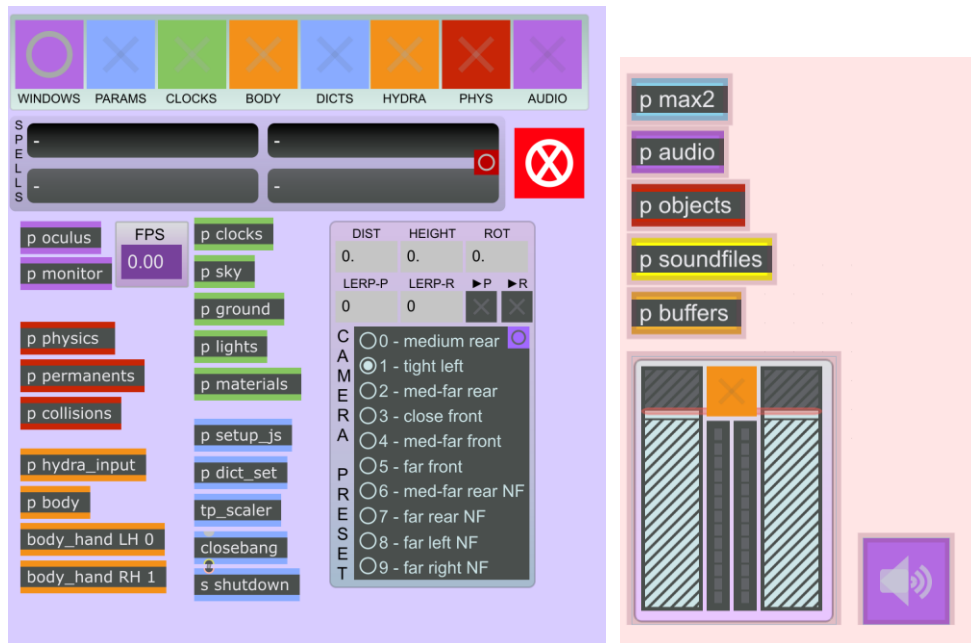 WINDOWS PARAMS CLOCKS BODY DICTS HYDRA PHYS AUDIO
SPELLS
-
-
-
-
p oculus
p monitor
FPS
0.00
p physics
p permanents
p collisions
p hydra_input
p body
body_hand LH 0
body_hand RH 1
p clocks
p sky
p ground
p lights
p materials
p setup_js
p dict_set
tp_scaler
closebang
s shutdown
DIST HEIGHT ROT
0. 0. 0.
LERP-P LERP-R ►P ►R
0 0
CAMERA PRESET
0 - medium rear
1 - tight left
2 - med-far rear
3 - close front
4 - med-far front
5 - far front
6 - med-far rear NF
7 - far rear NF
8 - far left NF
9 - far right NF
p max2
p audio
p objects
p soundfiles
p buffers